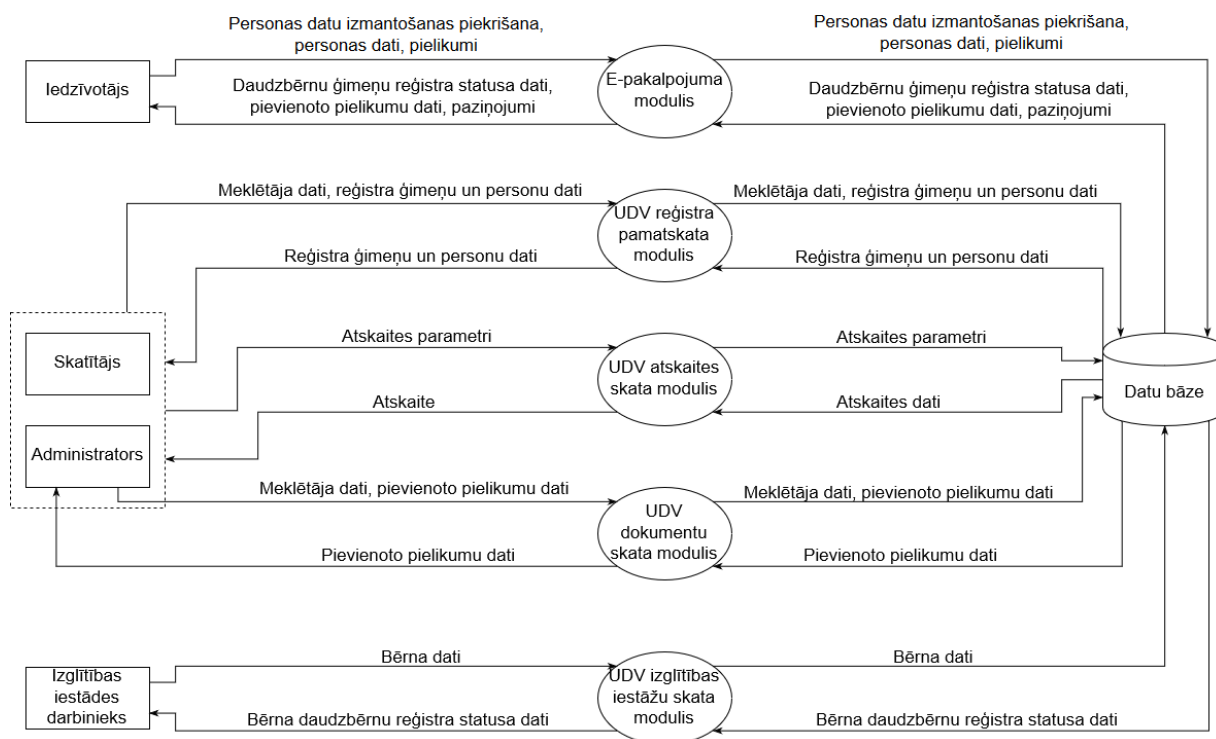 Personas datu izmantošanas piekrišana,
personas dati, pielikumi
Personas datu izmantošanas piekrišana,
personas dati, pielikumi
Iedzīvotājs
E-pakalpojuma
modulis
Daudzbērnu ģimeņu reģistra statusa dati,
pievienoto pielikumu dati, paziņojumi
Daudzbērnu ģimeņu reģistra statusa dati,
pievienoto pielikumu dati, paziņojumi
Meklētāja dati, reģistra ģimeņu un personu dati
UDV reģistra
pamatskata
modulis
Meklētāja dati, reģistra ģimeņu un personu dati
Reģistra ģimeņu un personu dati
Reģistra ģimeņu un personu dati
Skatītājs
Atskaites parametri
UDV atskaites
skata modulis
Atskaites parametri
Atskaite
Atskaites dati
Datu bāze
Administrators
Meklētāja dati, pievienoto pielikumu dati
UDV
dokumentu
skata modulis
Meklētāja dati, pievienoto pielikumu dati
Pievienoto pielikumu dati
Pievienoto pielikumu dati
Izglītības
iestādes
darbinieks
Bērna dati
UDV izglītības
iestāžu skata
modulis
Bērna dati
Bērna daudzbērnu reģistra statusa dati
Bērna daudzbērnu reģistra statusa dati